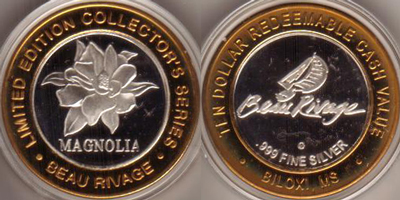 LIMITED EDITION COLLECTOR'S SERIES
MAGNOLIA
• BEAU RIVAGE •
TEN DOLLAR REDEEMABLE CASH VALUE
Beau Rivage
.999 FINE SILVER
• BILOXI, MS •